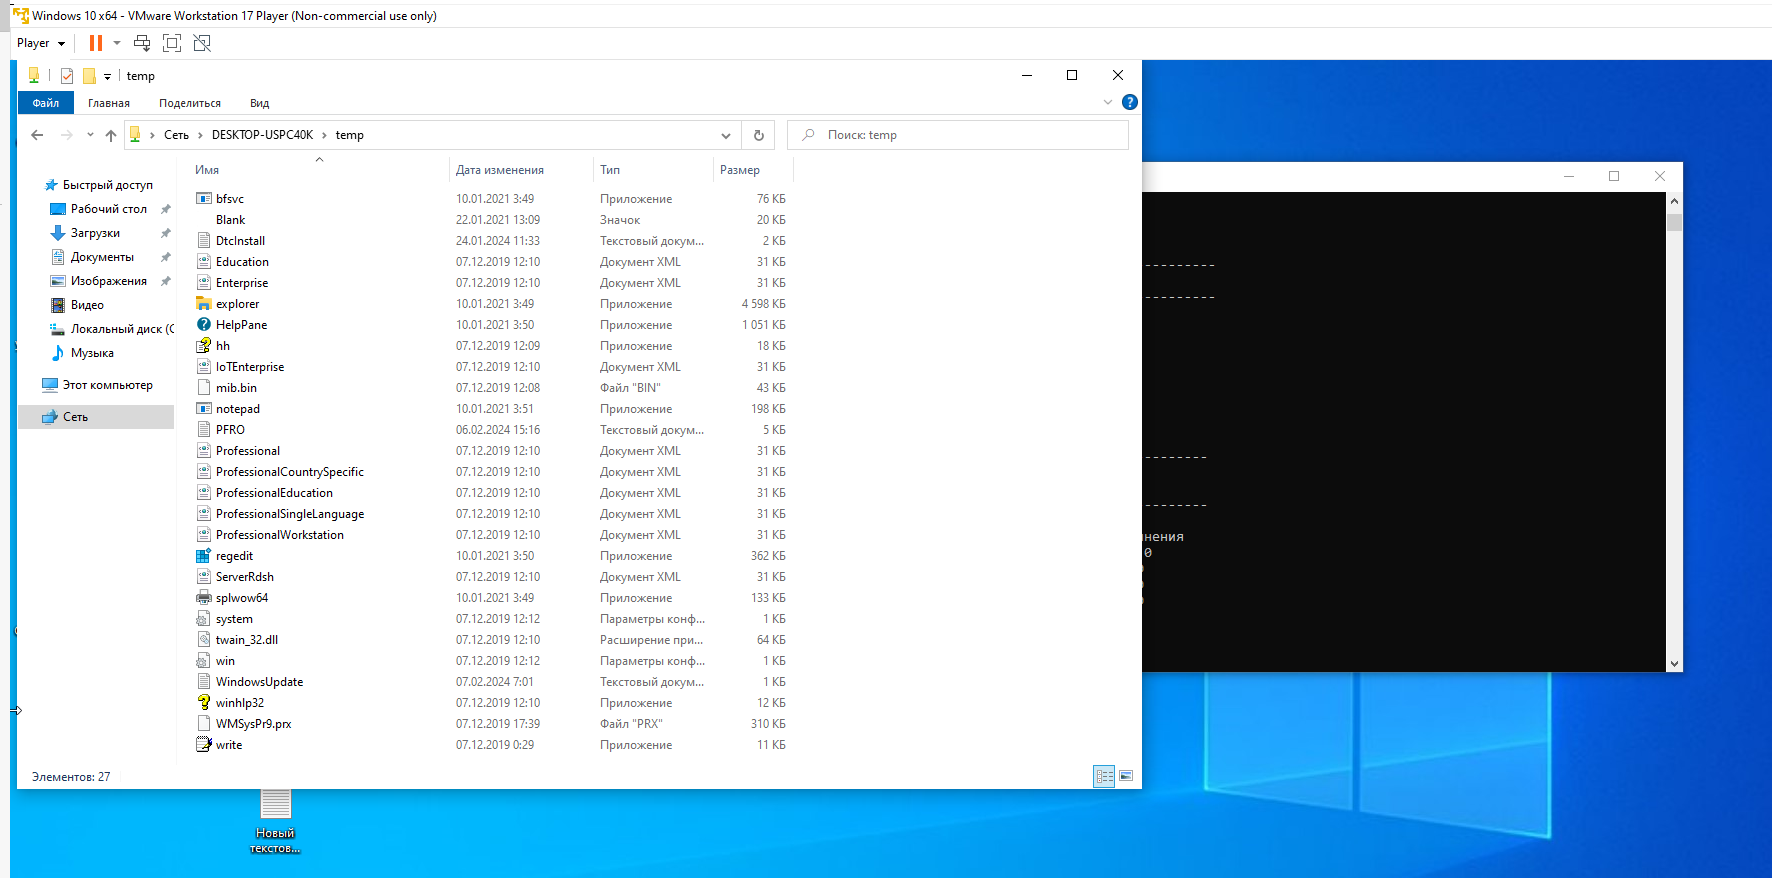 Windows 10 x64 - VMware Workstation 17 Player (Non-commercial use only)
Player
temp
Файл Главная Поделиться Вид
Сеть DESKTOP-USPC40K temp
Поиск: temp
Имя Дата изменения Тип Размер
Быстрый доступ
Рабочий стол
Загрузки
Документы
Изображения
Видео
Локальный диск (C
Музыка
Этот компьютер
Сеть
bfsvc 10.01.2021 3:49 Приложение 76 КБ
Blank 22.01.2021 13:09 Значок 20 КБ
DtcInstall 24.01.2024 11:33 Текстовый докум... 2 КБ
Education 07.12.2019 12:10 Документ XML 31 КБ
Enterprise 07.12.2019 12:10 Документ XML 31 КБ
explorer 10.01.2021 3:49 Приложение 4 598 КБ
HelpPane 10.01.2021 3:50 Приложение 1 051 КБ
hh 07.12.2019 12:09 Приложение 18 КБ
IoTEnterprise 07.12.2019 12:10 Документ XML 31 КБ
mib.bin 07.12.2019 12:08 Файл "BIN" 43 КБ
notepad 10.01.2021 3:51 Приложение 198 КБ
PFRO 06.02.2024 15:16 Текстовый докум... 5 КБ
Professional 07.12.2019 12:10 Документ XML 31 КБ
ProfessionalCountrySpecific 07.12.2019 12:10 Документ XML 31 КБ
ProfessionalEducation 07.12.2019 12:10 Документ XML 31 КБ
ProfessionalSingleLanguage 07.12.2019 12:10 Документ XML 31 КБ
ProfessionalWorkstation 07.12.2019 12:10 Документ XML 31 КБ
regedit 10.01.2021 3:50 Приложение 362 КБ
ServerRdsh 07.12.2019 12:10 Документ XML 31 КБ
splwow64 10.01.2021 3:49 Приложение 133 КБ
system 07.12.2019 12:12 Параметры конф... 1 КБ
twain_32.dll 07.12.2019 12:10 Расширение при... 64 КБ
win 07.12.2019 12:12 Параметры конф... 1 КБ
WindowsUpdate 07.02.2024 7:01 Текстовый докум... 1 КБ
winhlp32 07.12.2019 12:10 Приложение 12 КБ
WMSysPr9.prx 07.12.2019 17:39 Файл "PRX" 310 КБ
write 07.12.2019 0:29 Приложение 11 КБ
Элементов: 27
---------
---------
--------
--------
нения
0
Новый
текстов...